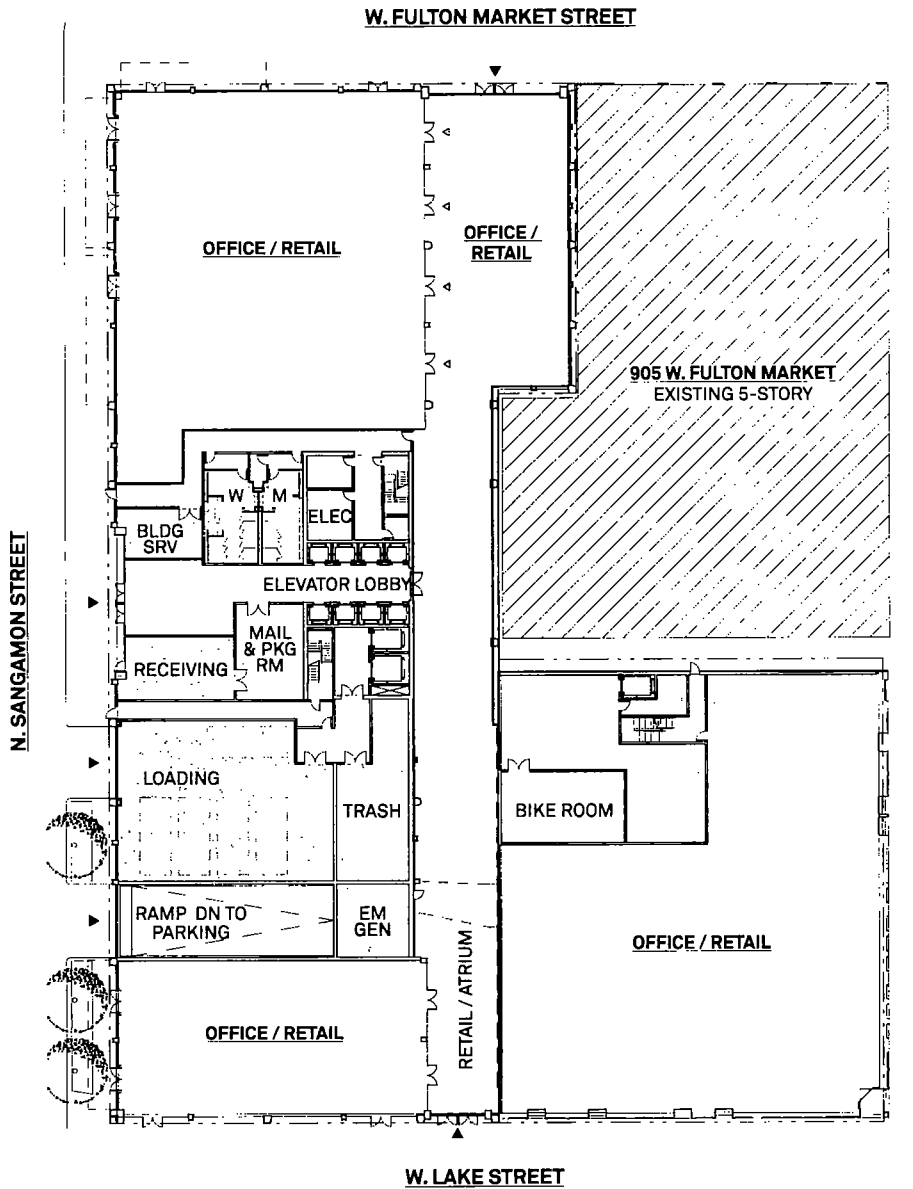 W. FULTON MARKET STREET
OFFICE / RETAIL
OFFICE /
RETAIL
905 W. FULTON MARKET
EXISTING 5-STORY
W
M
ELEC
BLDG
SRV
ELEVATOR LOBBY
MAIL
& PKG
RM
RECEIVING
N. SANGAMON STREET
LOADING
TRASH
BIKE ROOM
RAMP DN TO
PARKING
EM
GEN
RETAIL / ATRIUM
OFFICE / RETAIL
OFFICE / RETAIL
W. LAKE STREET